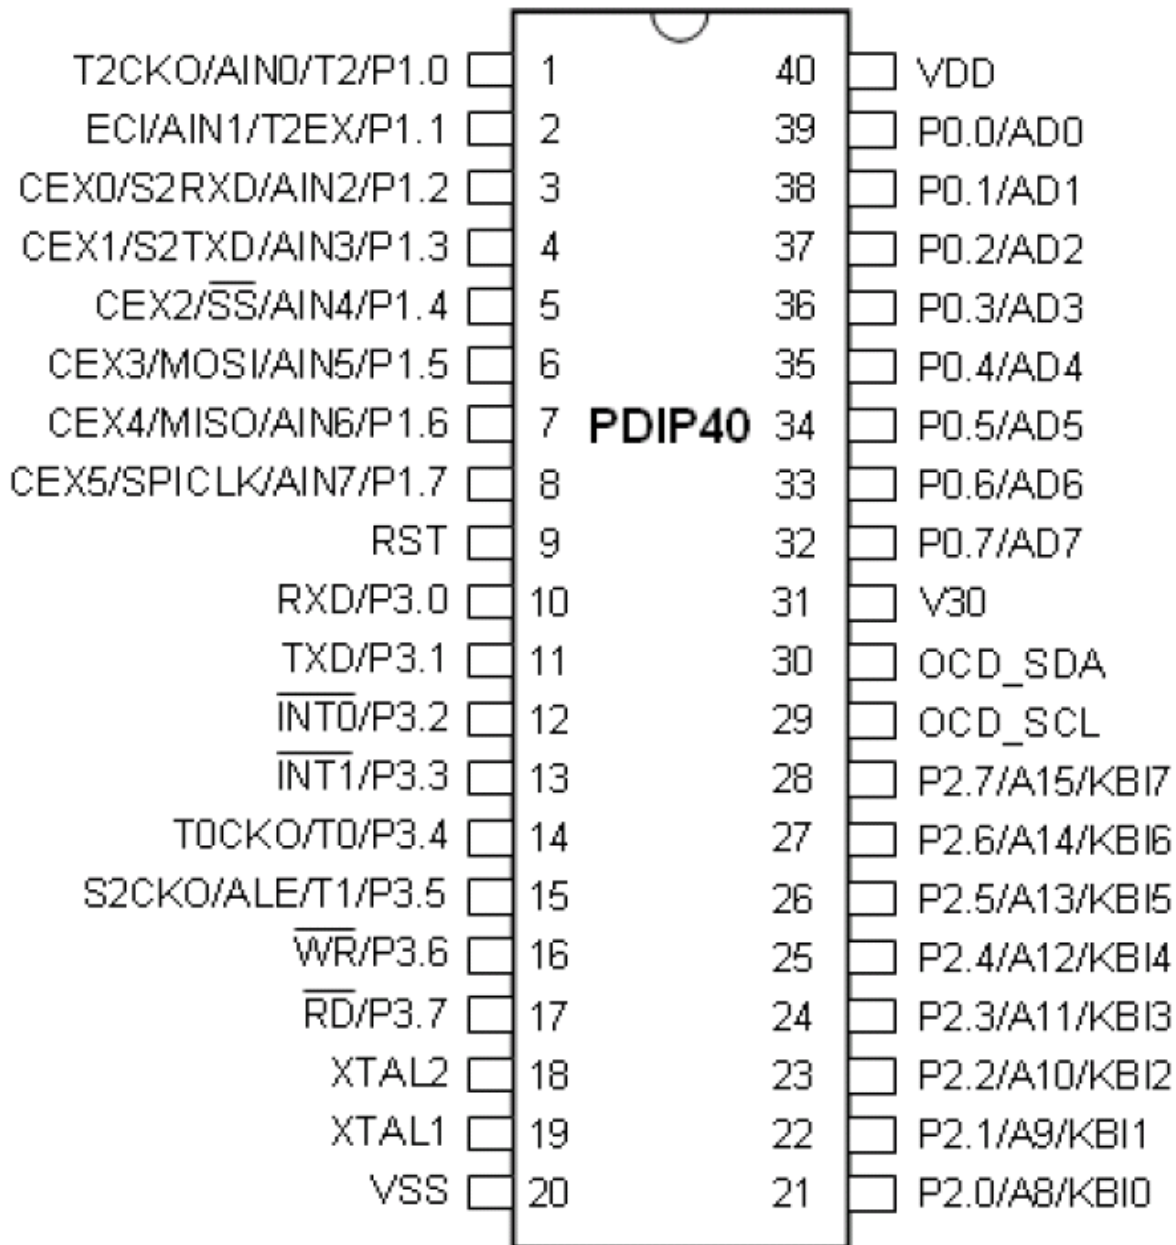 T2CKO/AIN0/T2/P1.0 1 40 VDD
ECI/AIN1/T2EX/P1.1 2 39 P0.0/AD0
CEX0/S2RXD/AIN2/P1.2 3 38 P0.1/AD1
CEX1/S2TXD/AIN3/P1.3 4 37 P0.2/AD2
CEX2/S̅S̅/AIN4/P1.4 5 36 P0.3/AD3
CEX3/MOSI/AIN5/P1.5 6 35 P0.4/AD4
CEX4/MISO/AIN6/P1.6 7 PDIP40 34 P0.5/AD5
CEX5/SPICLK/AIN7/P1.7 8 33 P0.6/AD6
RST 9 32 P0.7/AD7
RXD/P3.0 10 31 V30
TXD/P3.1 11 30 OCD_SDA
I̅N̅T̅0̅/P3.2 12 29 OCD_SCL
I̅N̅T̅1̅/P3.3 13 28 P2.7/A15/KBI7
T0CKO/T0/P3.4 14 27 P2.6/A14/KBI6
S2CKO/ALE/T1/P3.5 15 26 P2.5/A13/KBI5
W̅R̅/P3.6 16 25 P2.4/A12/KBI4
R̅D̅/P3.7 17 24 P2.3/A11/KBI3
XTAL2 18 23 P2.2/A10/KBI2
XTAL1 19 22 P2.1/A9/KBI1
VSS 20 21 P2.0/A8/KBI0